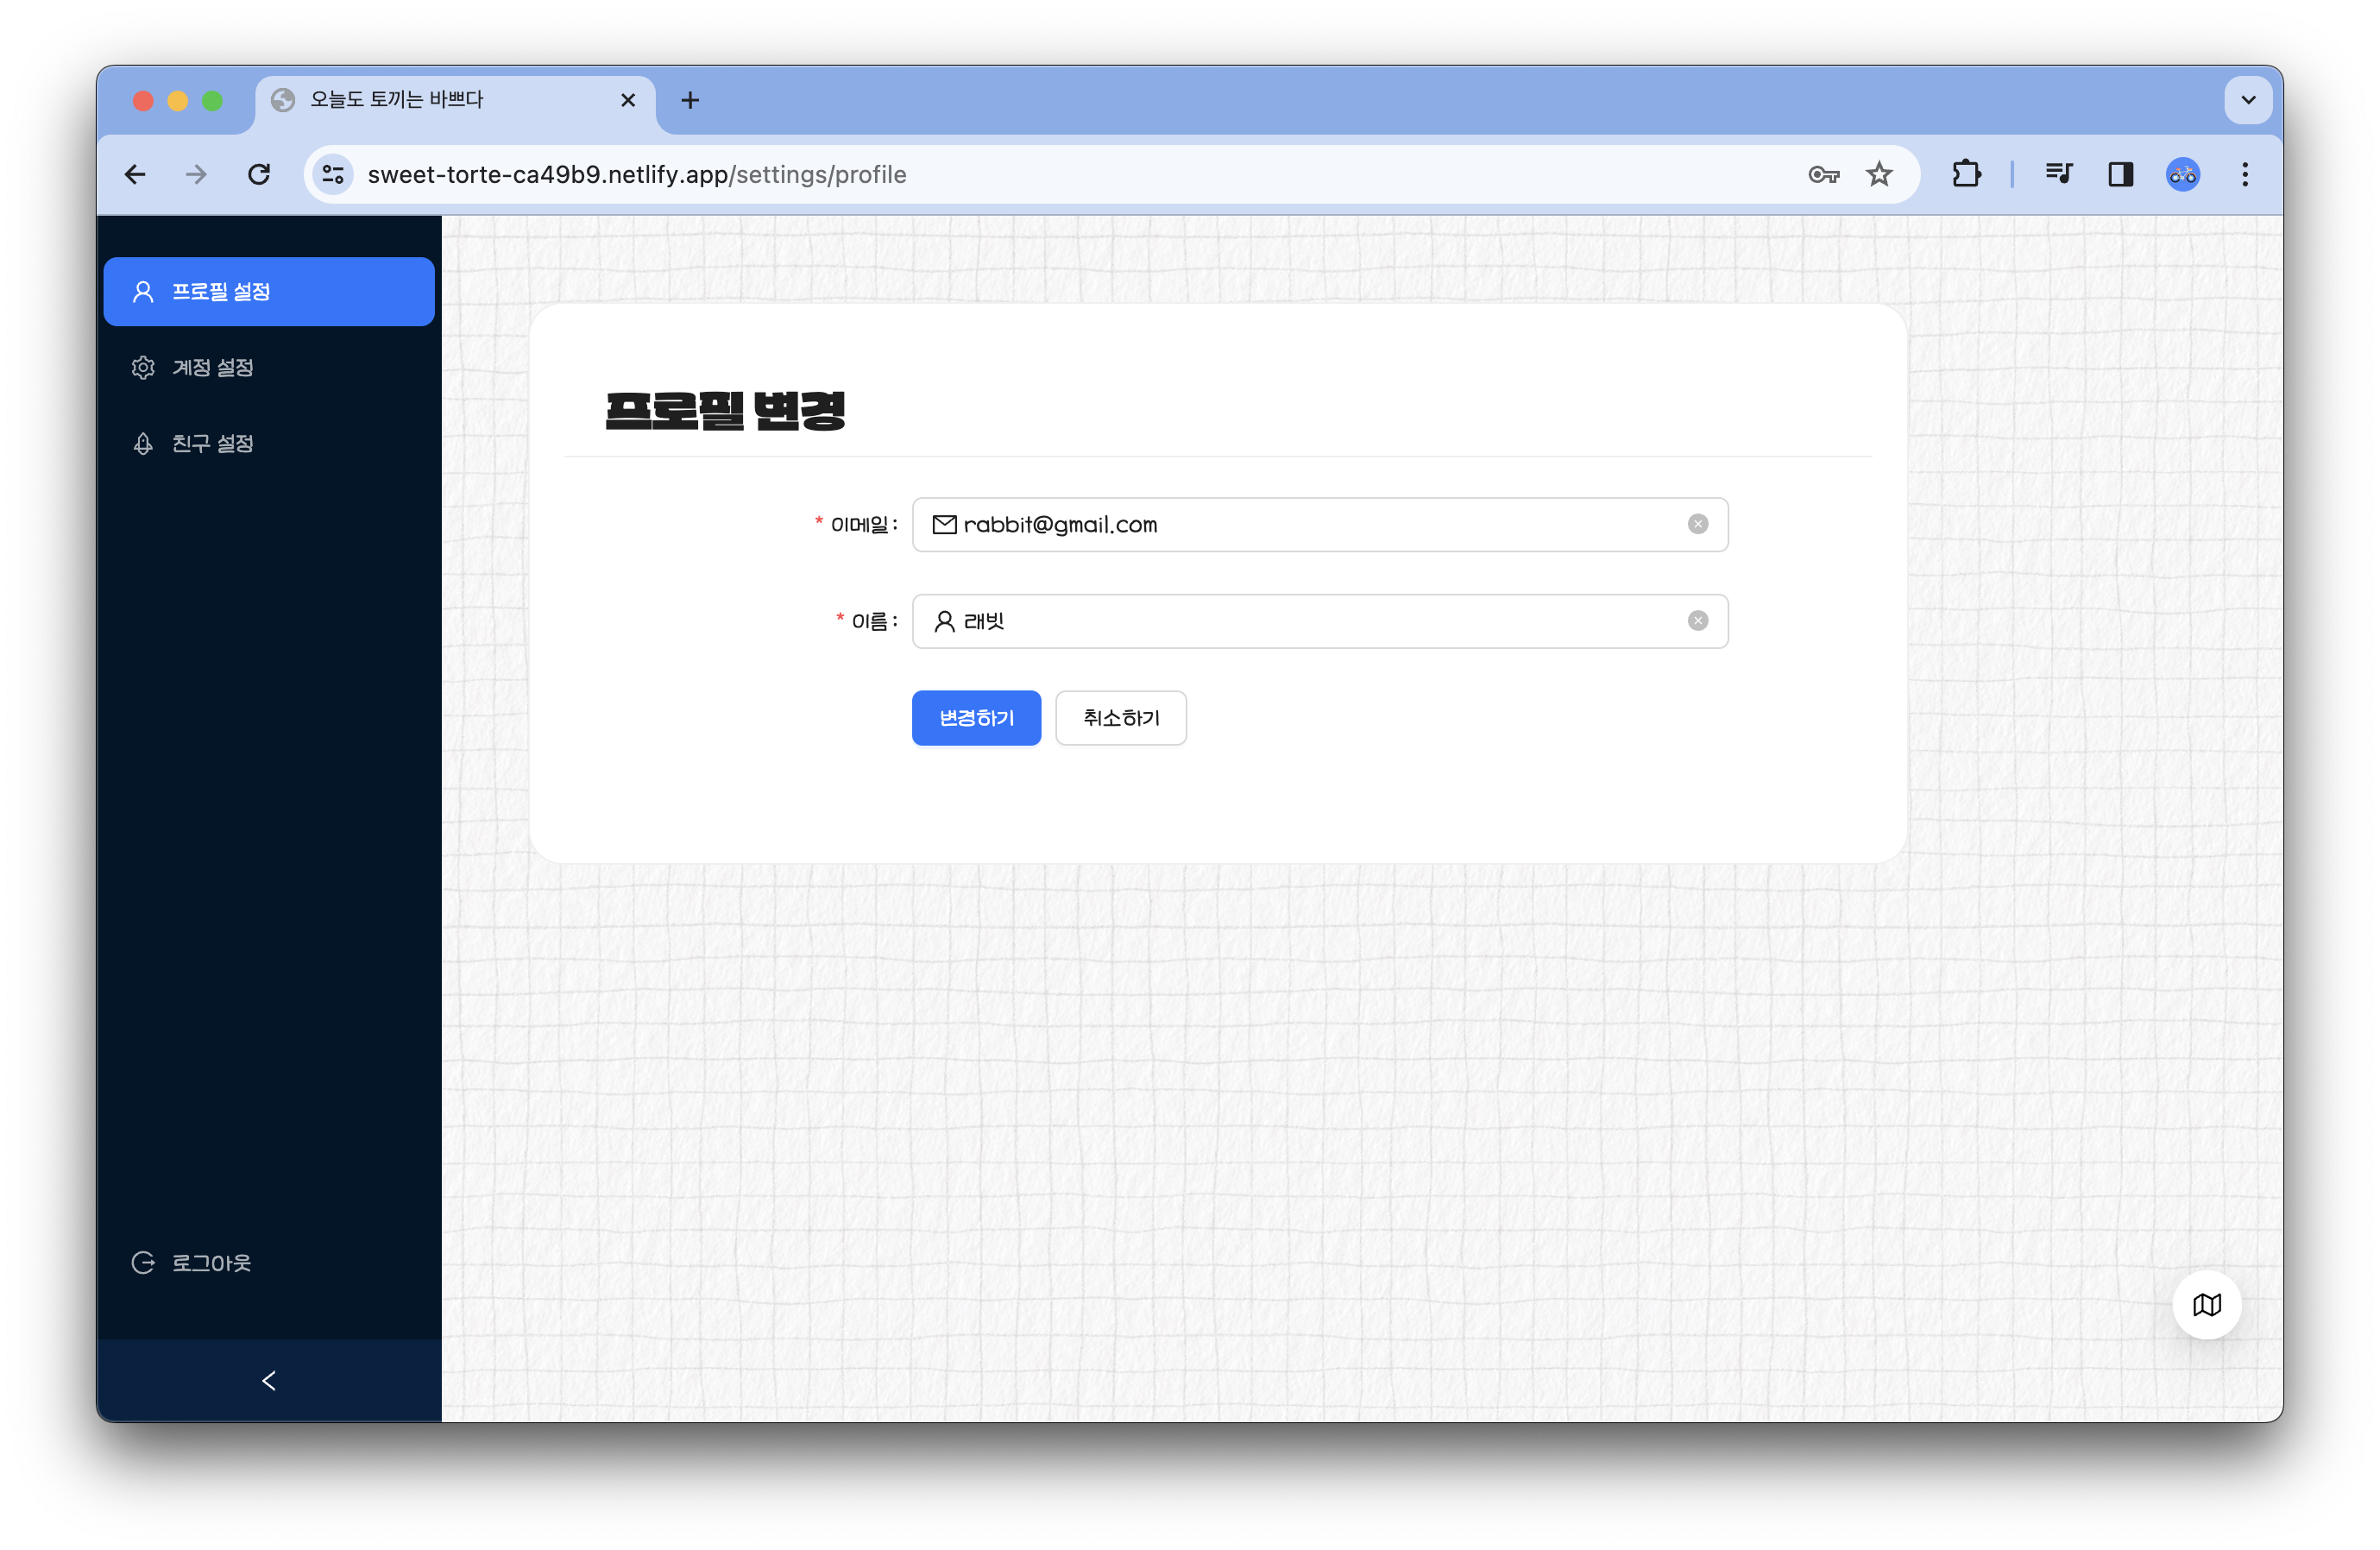 오늘도 토끼는 바쁘다
sweet-torte-ca49b9.netlify.app/settings/profile
프로필 설정
계정 설정
친구 설정
프로필 변경
* 이메일 : rabbit@gmail.com
* 이름 : 래빗
변경하기 취소하기
로그아웃